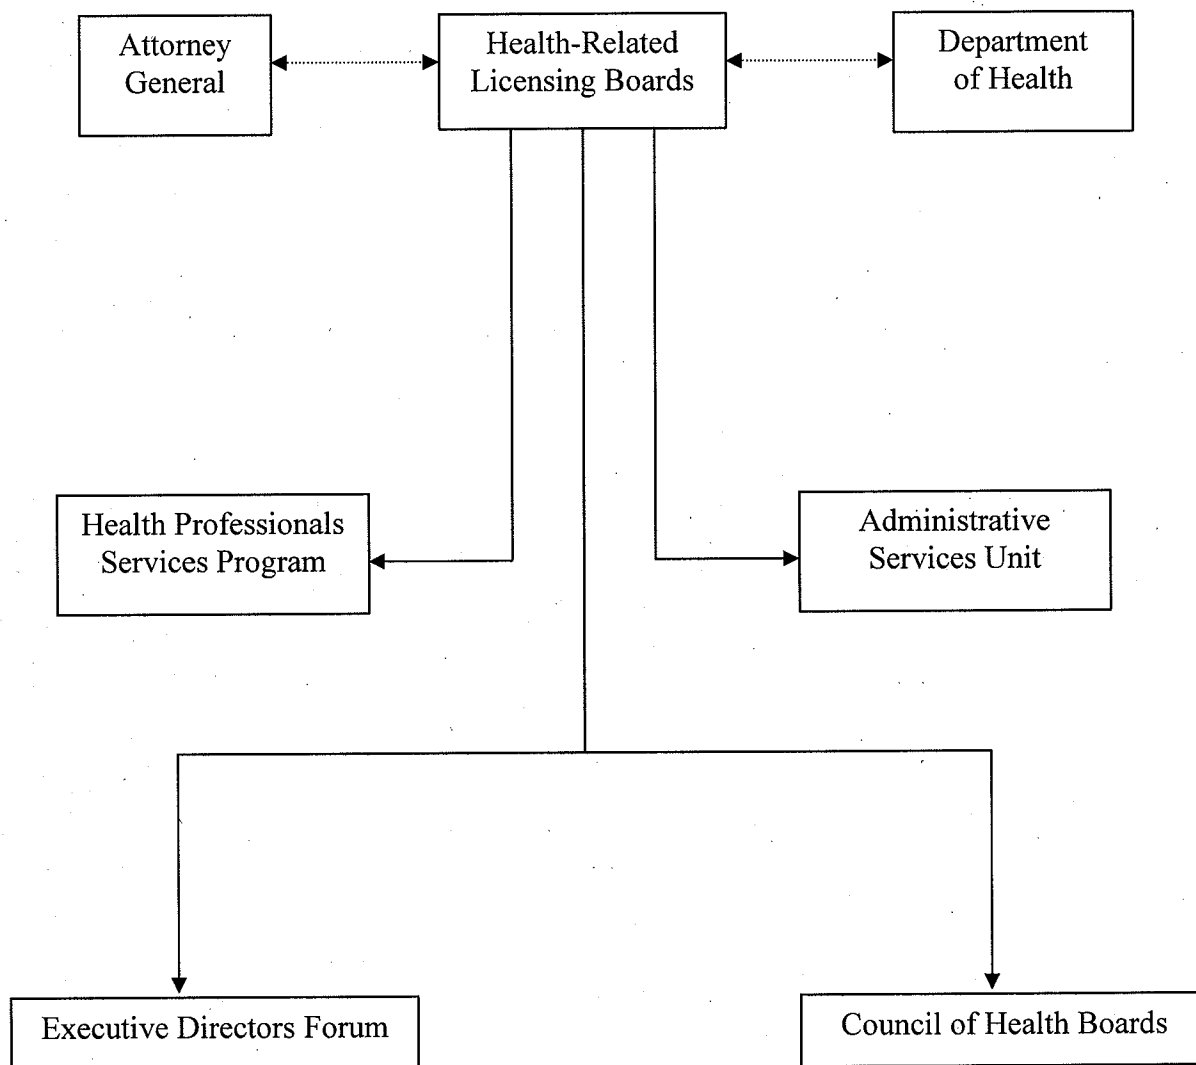 Attorney
General
Health-Related
Licensing Boards
Department
of Health
Health Professionals
Services Program
Administrative
Services Unit
Executive Directors Forum
Council of Health Boards